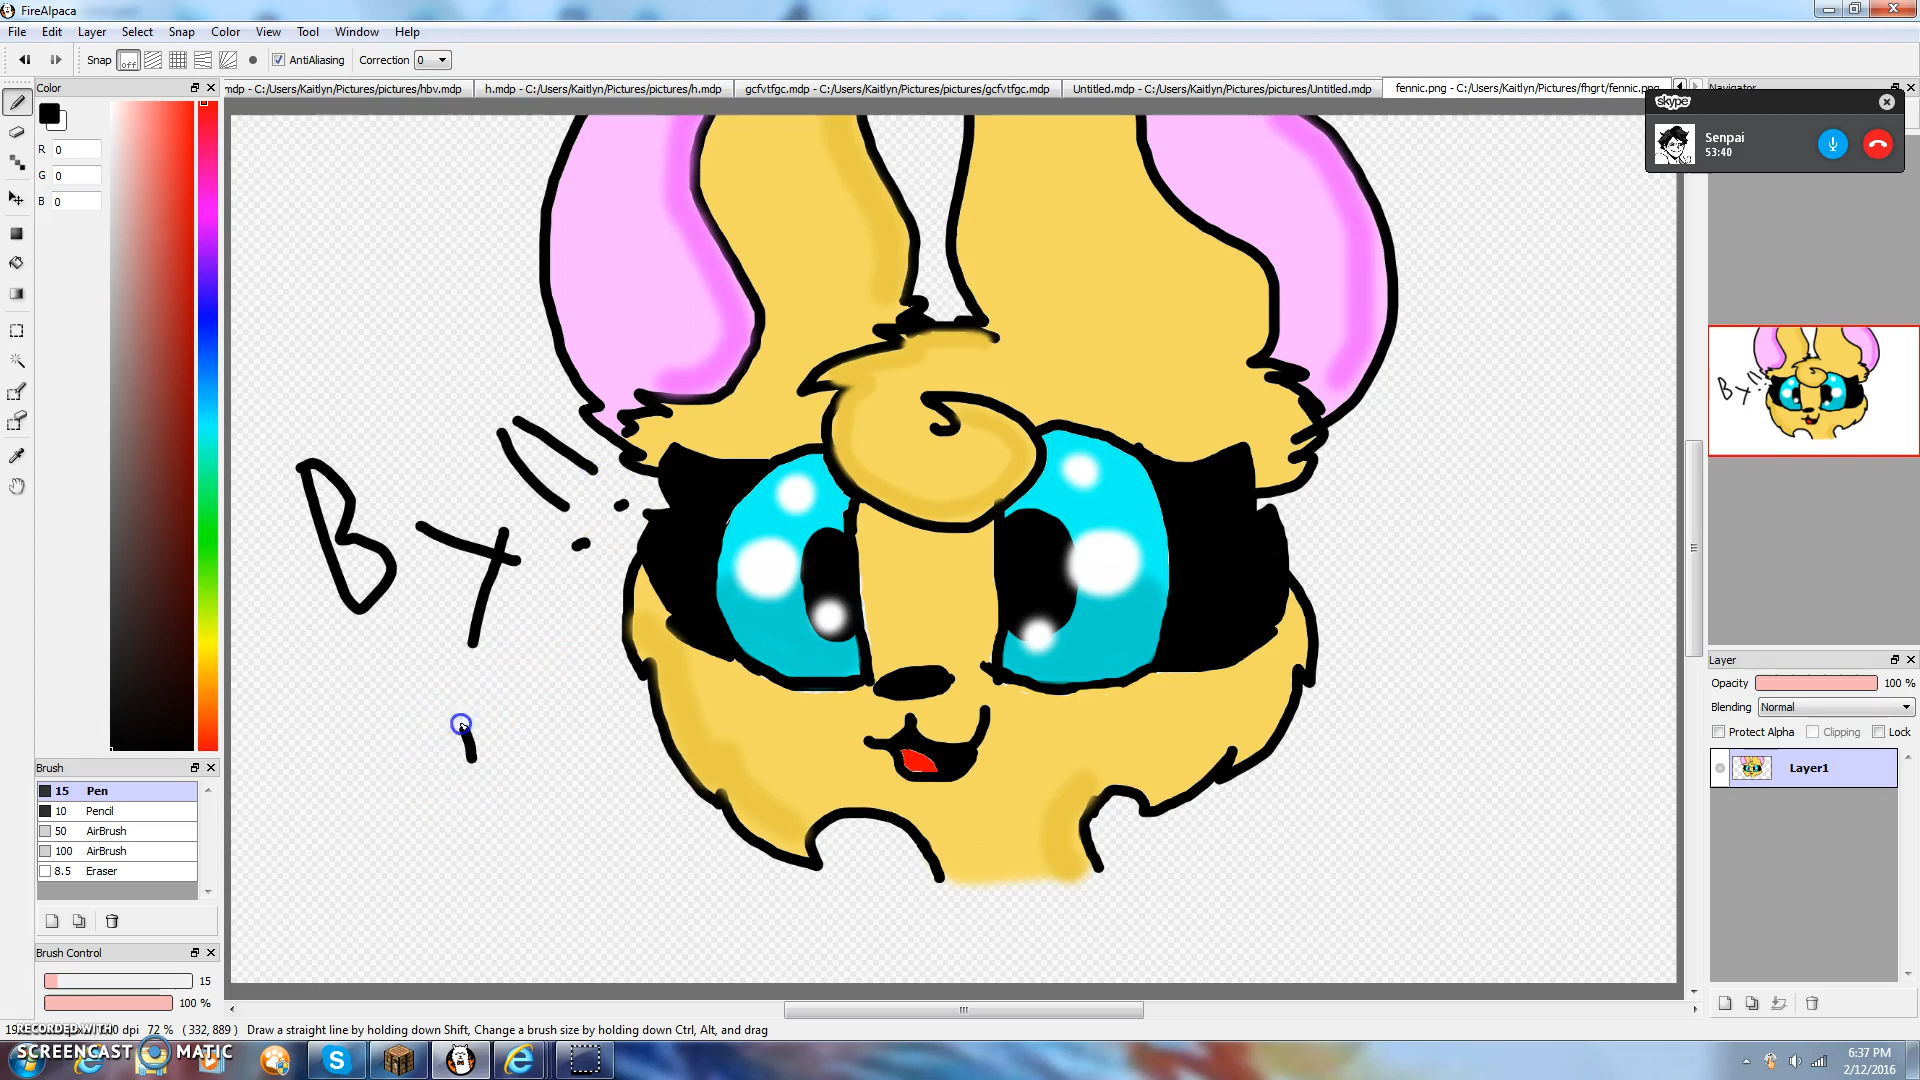 FireAlpaca
File Edit Layer Select Snap Color View Tool Window Help
Snap off AntiAliasing Correction 0
Color
mdp - C:/Users/Kaitlyn/Pictures/pictures/hbv.mdp
h.mdp - C:/Users/Kaitlyn/Pictures/pictures/h.mdp
gcfvtfgc.mdp - C:/Users/Kaitlyn/Pictures/pictures/gcfvtfgc.mdp
Untitled.mdp - C:/Users/Kaitlyn/Pictures/pictures/Untitled.mdp
fennic.png - C:/Users/Kaitlyn/Pictures/fhgrt/fennic.png
Navigator
skype
Senpai
53:40
R 0
G 0
B 0
BY!!
Layer
Opacity 100 %
Blending Normal
Protect Alpha Clipping Lock
Layer1
Brush
15 Pen
10 Pencil
50 AirBrush
100 AirBrush
8.5 Eraser
Brush Control
15
100 %
72 % (332, 889) Draw a straight line by holding down Shift, Change a brush size by holding down Ctrl, Alt, and drag
RECORDED WITH
SCREENCAST MATIC
6:37 PM
2/12/2016